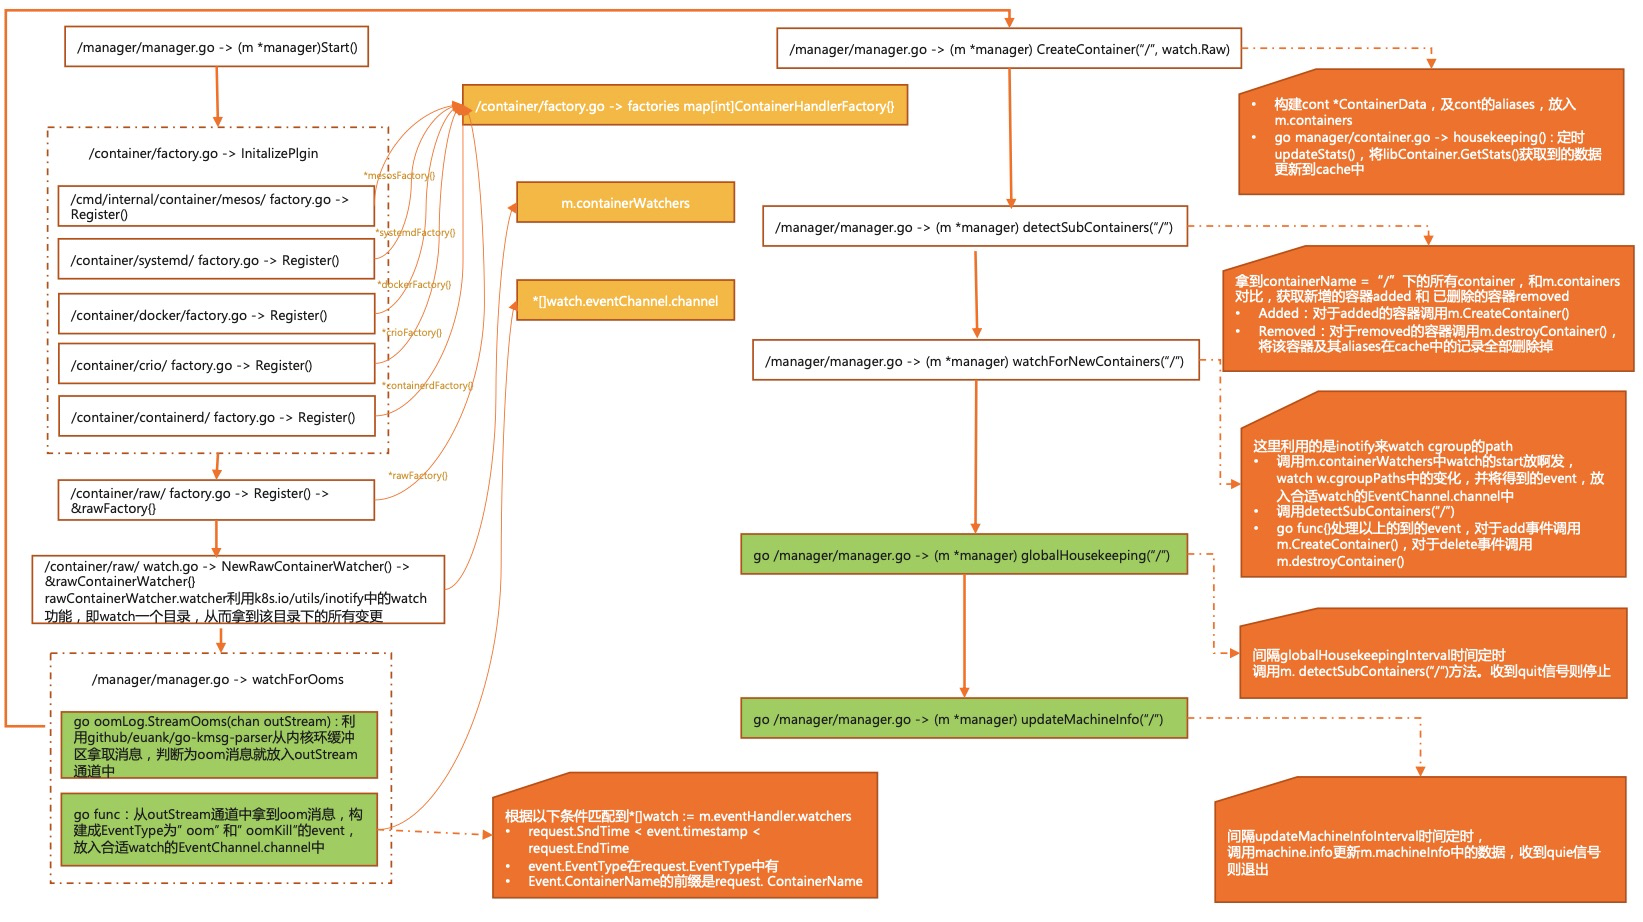 /manager/manager.go -> (m *manager)Start()
/container/factory.go -> InitalizePlgin
/cmd/internal/container/mesos/ factory.go ->
Register()
/container/systemd/ factory.go -> Register()
/container/docker/factory.go -> Register()
/container/crio/ factory.go -> Register()
/container/containerd/ factory.go -> Register()
/container/raw/ factory.go -> Register() ->
&rawFactory{}
/container/raw/ watch.go -> NewRawContainerWatcher() ->
&rawContainerWatcher{}
rawContainerWatcher.watcher利用k8s.io/utils/inotify中的watch
功能，即watch一个目录，从而拿到该目录下的所有变更
/manager/manager.go -> watchForOoms
go oomLog.StreamOoms(chan outStream) : 利
用github/euank/go-kmsg-parser从内核环缓冲
区拿取消息，判断为oom消息就放入outStream
通道中
go func：从outStream通道中拿到oom消息，构
建成EventType为” oom” 和” oomKill”的event，
放入合适watch的EventChannel.channel中
/container/factory.go -> factories map[int]ContainerHandlerFactory{}
*mesosFactory{}
*systemdFactory{}
*dockerFactory{}
*crioFactory{}
*containerdFactory{}
*rawFactory{}
m.containerWatchers
*[]watch.eventChannel.channel
根据以下条件匹配到*[]watch := m.eventHandler.watchers
• request.SndTime < event.timestamp <
request.EndTime
• event.EventType在request.EventType中有
• Event.ContainerName的前缀是request. ContainerName
/manager/manager.go -> (m *manager) CreateContainer(“/”, watch.Raw)
/manager/manager.go -> (m *manager) detectSubContainers(“/”)
/manager/manager.go -> (m *manager) watchForNewContainers(“/”)
go /manager/manager.go -> (m *manager) globalHousekeeping(“/”)
go /manager/manager.go -> (m *manager) updateMachineInfo(“/”)
• 构建cont *ContainerData，及cont的aliases，放入
m.containers
• go manager/container.go -> housekeeping() : 定时
updateStats()，将libContainer.GetStats()获取到的数据
更新到cache中
拿到containerName = “/” 下的所有container，和m.containers
对比，获取新增的容器added 和 已删除的容器removed
• Added：对于added的容器调用m.CreateContainer()
• Removed：对于removed的容器调用m.destroyContainer()，
将该容器及其aliases在cache中的记录全部删除掉
这里利用的是inotify来watch cgroup的path
• 调用m.containerWatchers中watch的start放啊发，
watch w.cgroupPaths中的变化，并将得到的event，放
入合适watch的EventChannel.channel中
• 调用detectSubContainers(“/”)
• go func{}处理以上的到的event，对于add事件调用
m.CreateContainer()，对于delete事件调用
m.destroyContainer()
间隔globalHousekeepingInterval时间定时
调用m. detectSubContainers(“/”)方法。收到quit信号则停止
间隔updateMachineInfoInterval时间定时，
调用machine.info更新m.machineInfo中的数据，收到quie信号
则退出